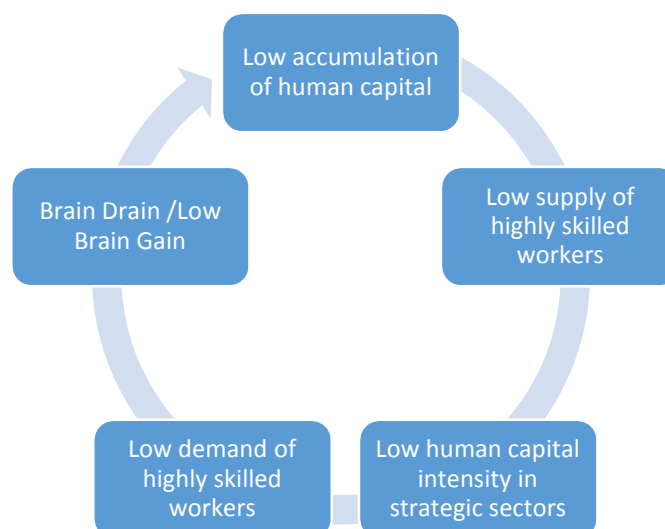 Low accumulation
of human capital
Low supply of
highly skilled
workers
Low human capital
intensity in
strategic sectors
Low demand of
highly skilled
workers
Brain Drain /Low
Brain Gain